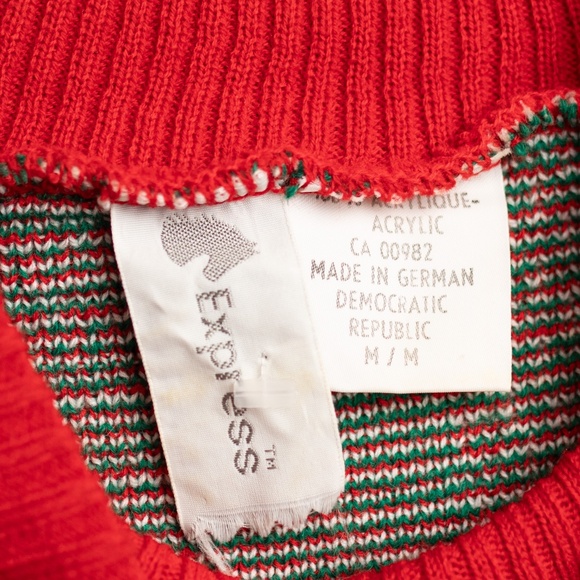 Express™
ACRYLIQUE-
ACRYLIC
CA 00982
MADE IN GERMAN
DEMOCRATIC
REPUBLIC
M / M